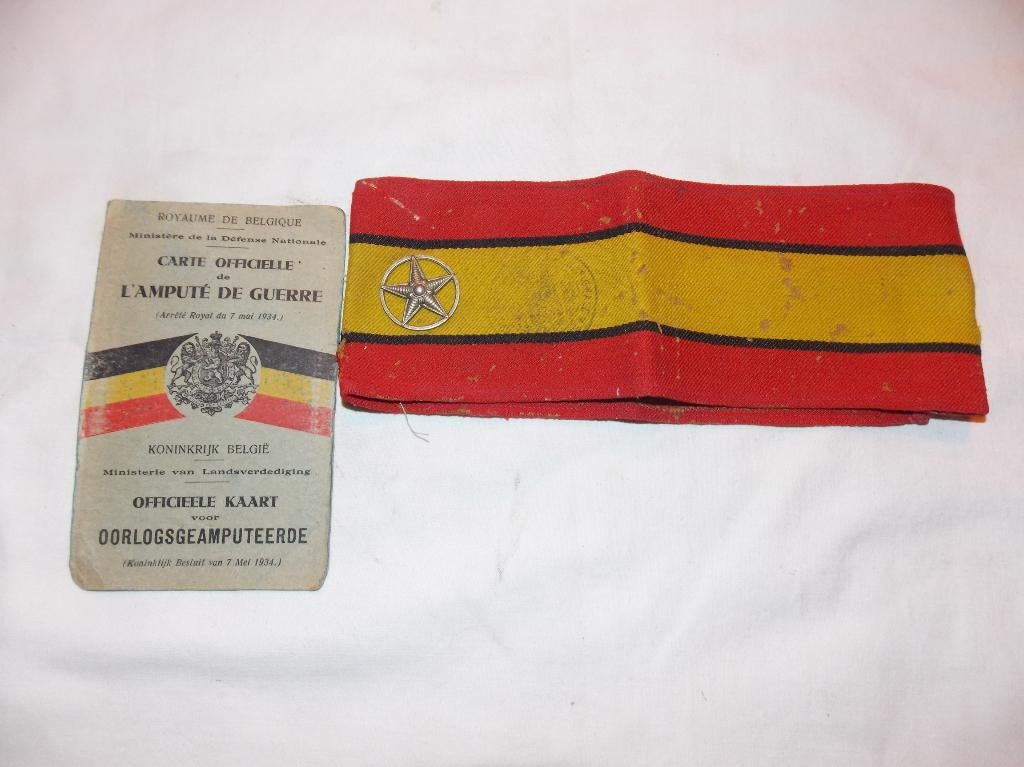 ROYAUME DE BELGIQUE
Ministère de la Défense Nationale
CARTE OFFICIELLE
de
L'AMPUTÉ DE GUERRE
(Arrêté Royal du 7 mai 1934.)
KONINKRIJK BELGIË
Ministerie van Landsverdediging
OFFICIEELE KAART
voor
OORLOGSGEAMPUTEERDE
(Koninklijk Besluit van 7 Mei 1934.)